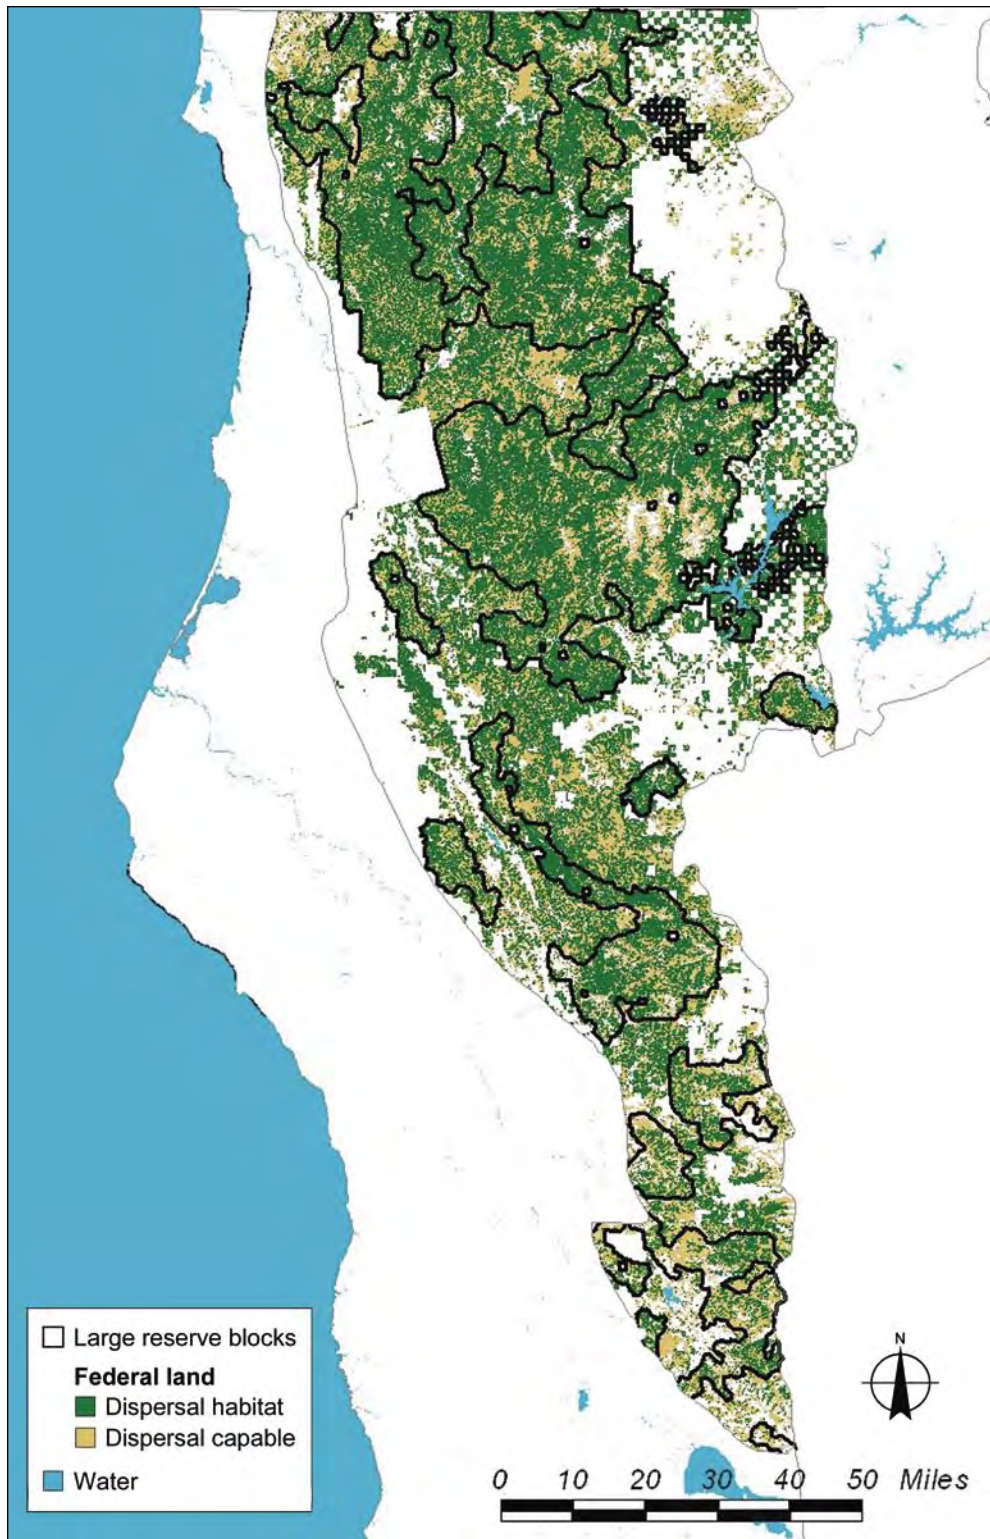 Large reserve blocks
Federal land
Dispersal habitat
Dispersal capable
Water
N
0 10 20 30 40 50 Miles